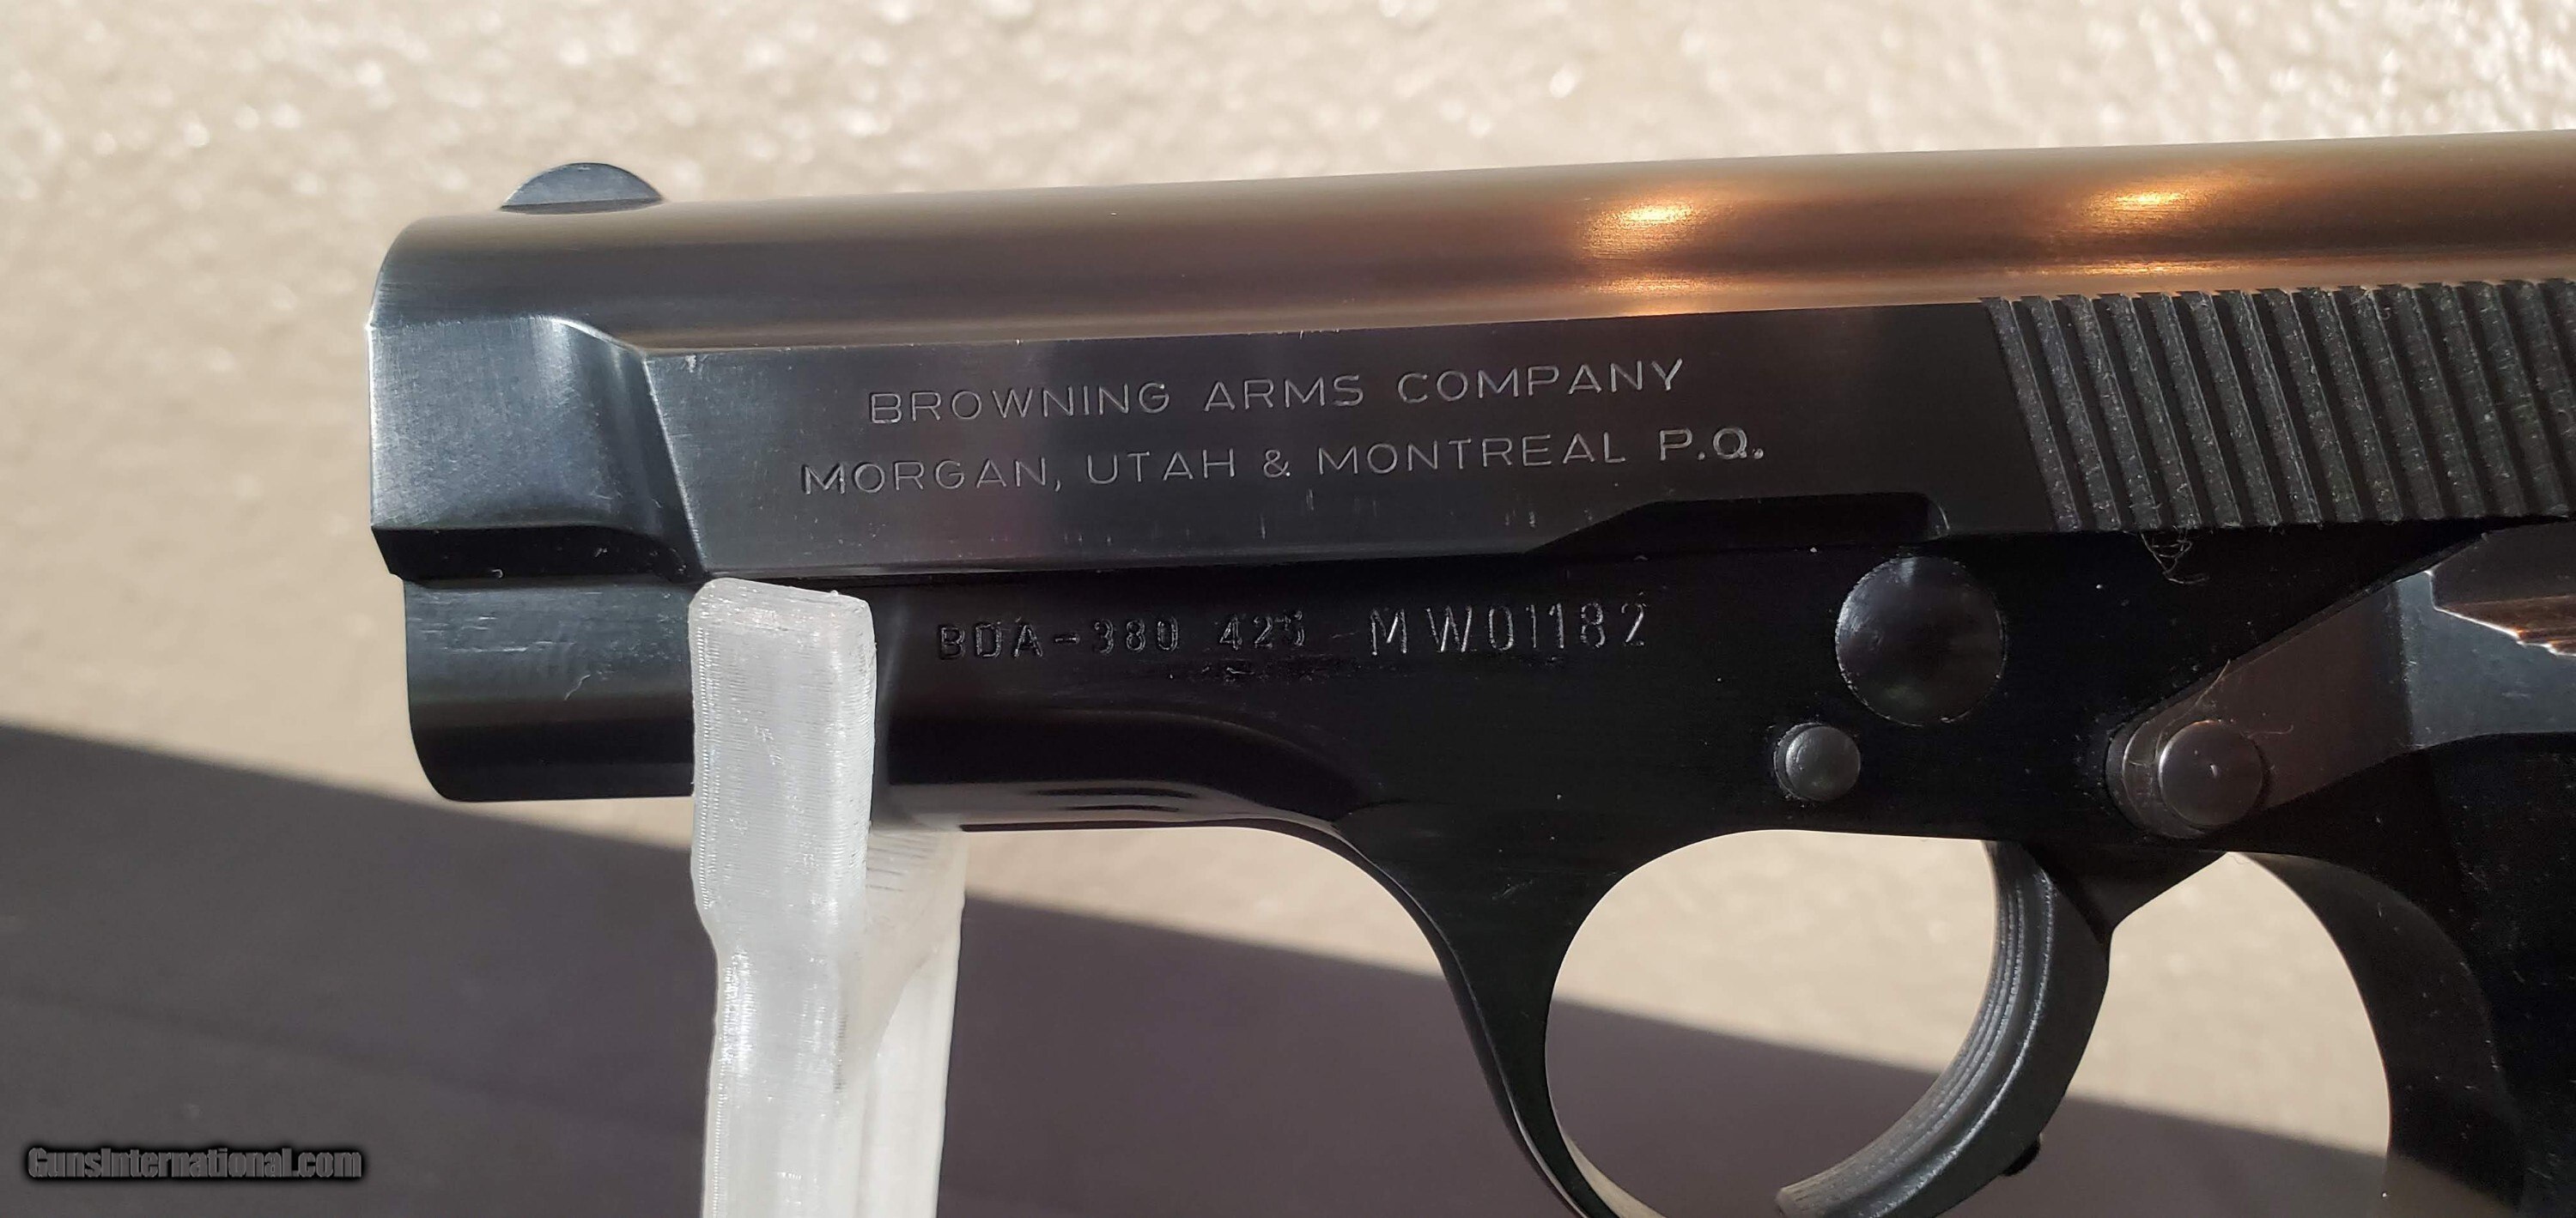 BROWNING ARMS COMPANY
MORGAN, UTAH & MONTREAL P.Q.
BDA-380 425 MW01182
GunsInternational.com